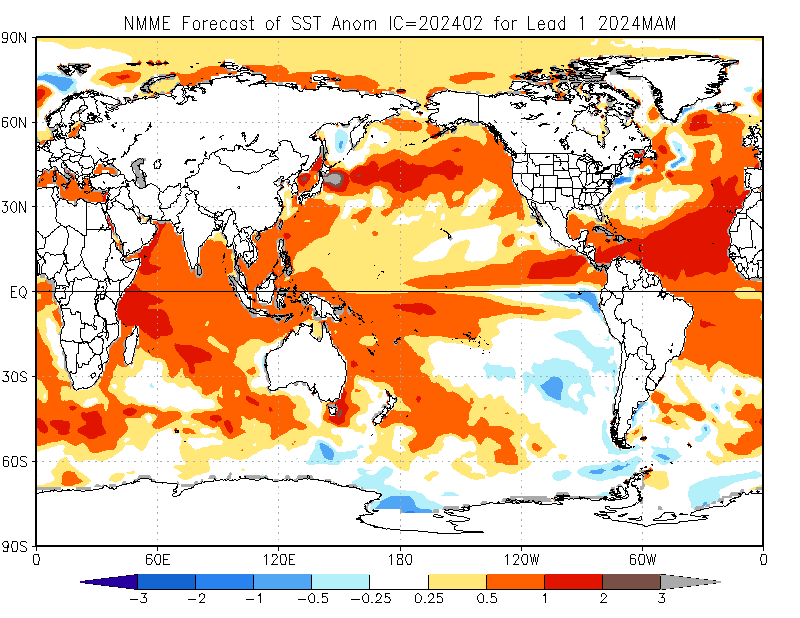 NMME Forecast of SST Anom IC=202402 for Lead 1 2024MAM
90N
60N
30N
EQ
30S
60S
90S
0 60E 120E 180 120W 60W 0
-3 -2 -1 -0.5 -0.25 0.25 0.5 1 2 3